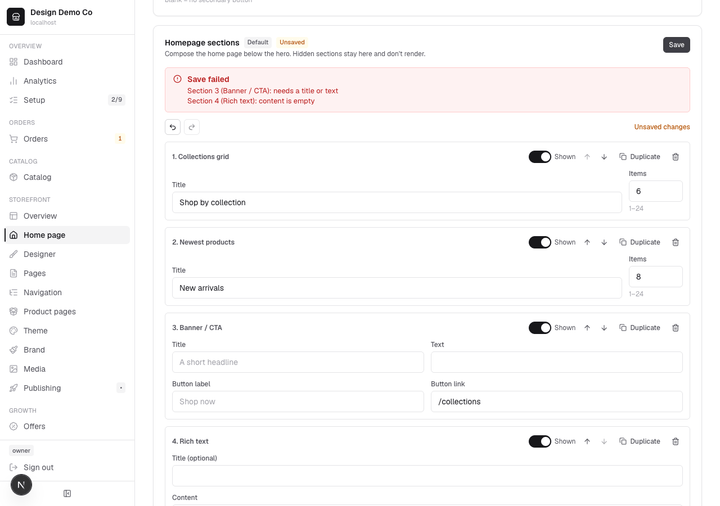 Design Demo Co
localhost
OVERVIEW
Dashboard
Analytics
Setup 2/9
ORDERS
Orders 1
CATALOG
Catalog
STOREFRONT
Overview
Home page
Designer
Pages
Navigation
Product pages
Theme
Brand
Media
Publishing
GROWTH
Offers
owner
Sign out
N
Homepage sections Default Unsaved
Compose the home page below the hero. Hidden sections stay here and don't render.
Save
Save failed
Section 3 (Banner / CTA): needs a title or text
Section 4 (Rich text): content is empty
Unsaved changes
1. Collections grid Shown Duplicate
Title Items
Shop by collection 6
1–24
2. Newest products Shown Duplicate
Title Items
New arrivals 8
1–24
3. Banner / CTA Shown Duplicate
Title Text
A short headline
Button label Button link
Shop now /collections
4. Rich text Shown Duplicate
Title (optional)
Content